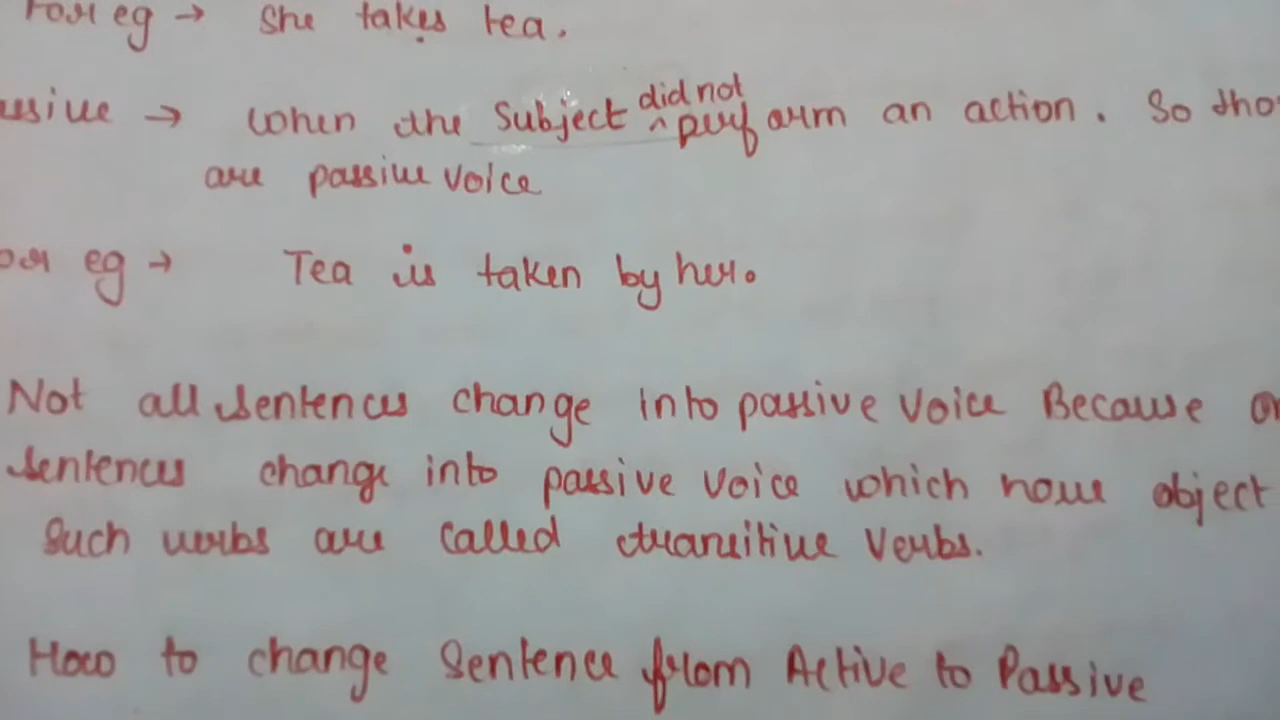 For eg → She takes tea.
→ When the Subject did not perform an action. So
are passive voice
eg → Tea is taken by her.
Not all sentences change into passive voice Because
sentences change into passive voice which have object
Such verbs are called transitive Verbs.
How to change Sentence from Active to Passive